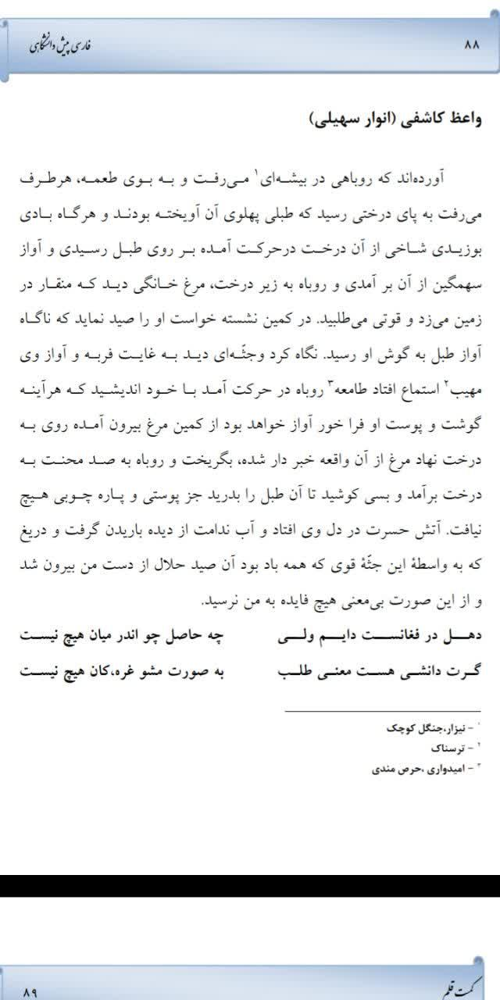 ۸۸
فارسی پیش دانشگاهی
واعظ کاشفی (انوار سهیلی)
آورده‌اند که روباهی در بیشه‌ای۱ می‌رفت و به بوی طعمه، هرطرف
می‌رفت به پای درختی رسید که طبلی پهلوی آن آویخته بودند و هرگاه بادی
بوزیدی شاخی از آن درخت درحرکت آمده بر روی طبل رسیدی و آواز
سهمگین از آن بر آمدی و روباه به زیر درخت، مرغ خانگی دید که منقار در
زمین می‌زد و قوتی می‌طلبید. در کمین نشسته خواست او را صید نماید که ناگاه
آواز طبل به گوش او رسید. نگاه کرد وجثّه‌ای دید به غایت فربه و آواز وی
مهیب۲ استماع افتاد طامعه۳ روباه در حرکت آمد با خود اندیشید که هرآینه
گوشت و پوست او فرا خور آواز خواهد بود از کمین مرغ بیرون آمده روی به
درخت نهاد مرغ از آن واقعه خبر دار شده، بگریخت و روباه به صد محنت به
درخت برآمد و بسی کوشید تا آن طبل را بدرید جز پوستی و پاره چوبی هیچ
نیافت. آتش حسرت در دل وی افتاد و آب ندامت از دیده باریدن گرفت و دریغ
که به واسطهٔ این جثّهٔ قوی که همه باد بود آن صید حلال از دست من بیرون شد
و از این صورت بی‌معنی هیچ فایده به من نرسید.
دهل در فغانست دایم ولی چه حاصل چو اندر میان هیچ نیست
گرت دانشی هست معنی طلب به صورت مشو غره،کان هیچ نیست
۱ - نیزار،جنگل کوچک
۲ - ترسناک
۳ - امیدواری ،حرص مندی
کمت قلم
۸۹